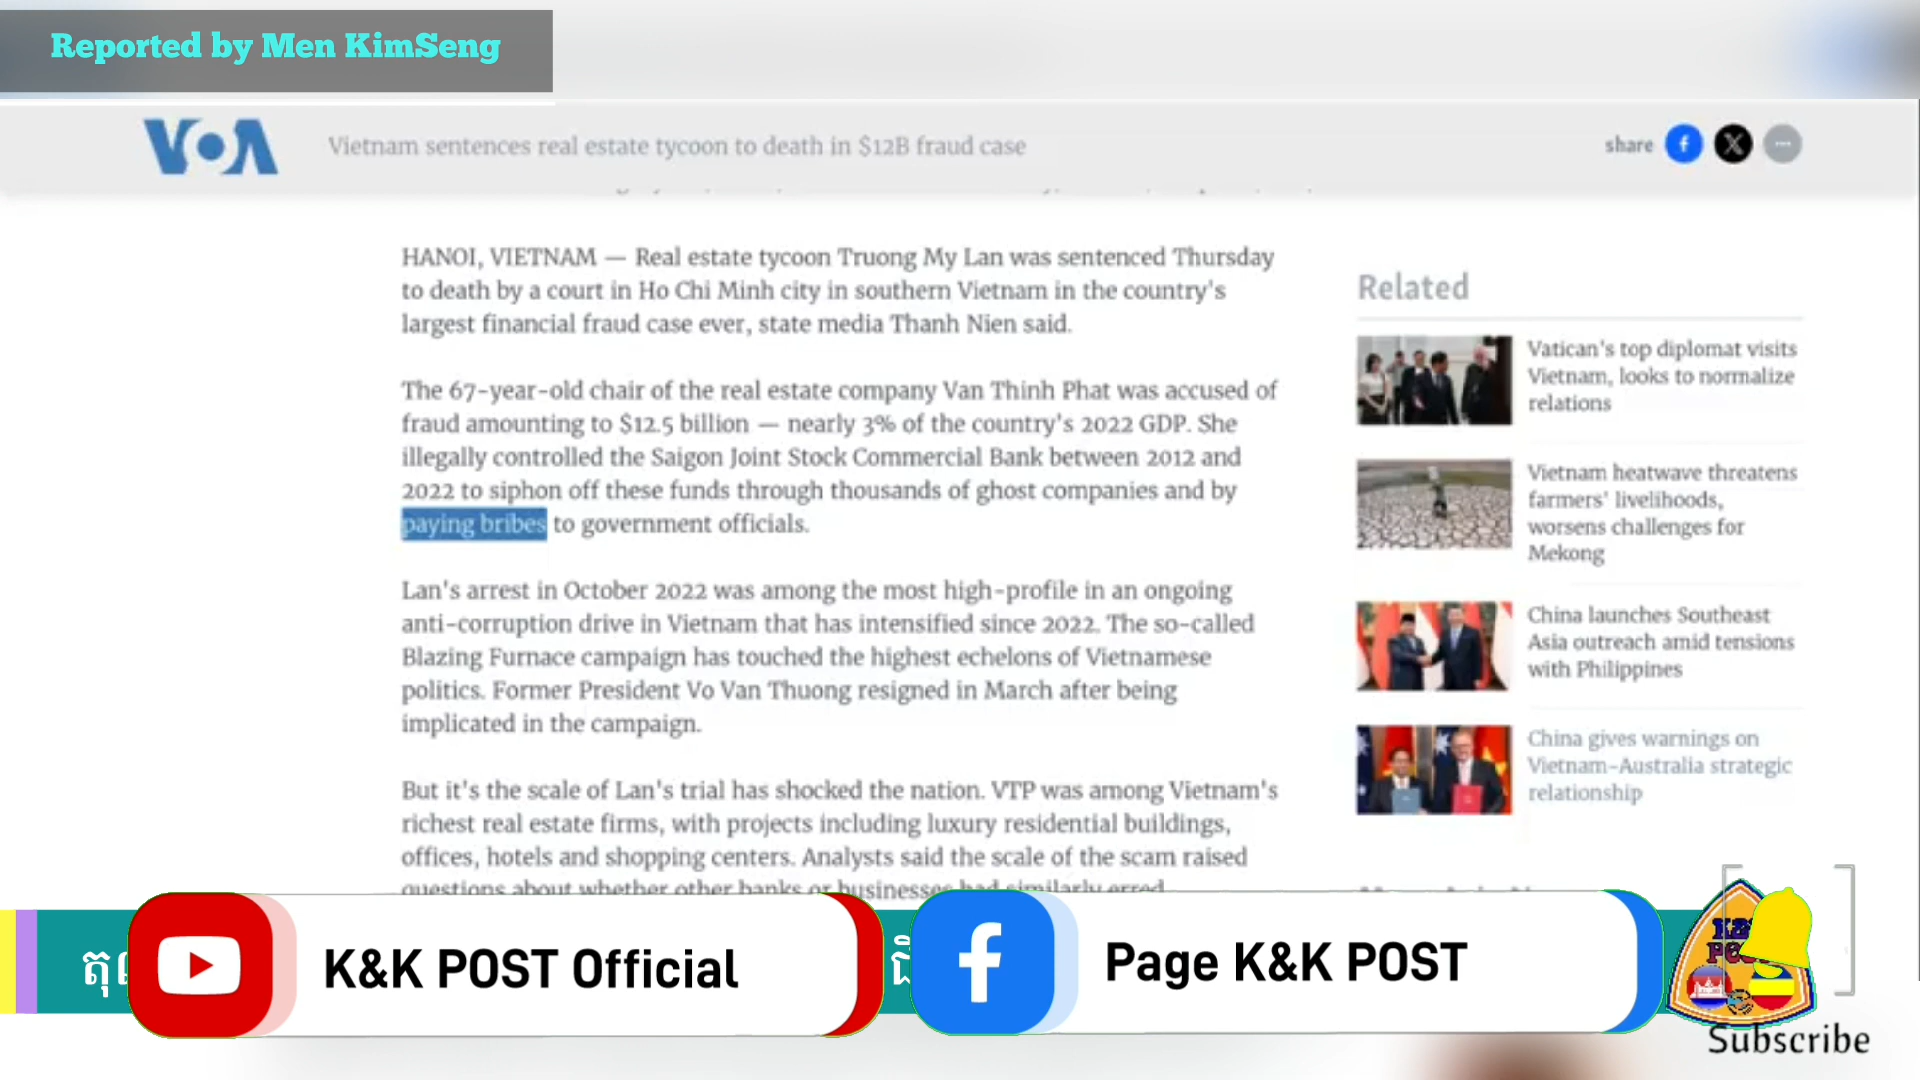 Reported by Men KimSeng
VOA
Vietnam sentences real estate tycoon to death in $12B fraud case
share
HANOI, VIETNAM — Real estate tycoon Truong My Lan was sentenced Thursday
to death by a court in Ho Chi Minh city in southern Vietnam in the country's
largest financial fraud case ever, state media Thanh Nien said.
The 67-year-old chair of the real estate company Van Thinh Phat was accused of
fraud amounting to $12.5 billion — nearly 3% of the country's 2022 GDP. She
illegally controlled the Saigon Joint Stock Commercial Bank between 2012 and
2022 to siphon off these funds through thousands of ghost companies and by
paying bribes to government officials.
Lan's arrest in October 2022 was among the most high-profile in an ongoing
anti-corruption drive in Vietnam that has intensified since 2022. The so-called
Blazing Furnace campaign has touched the highest echelons of Vietnamese
politics. Former President Vo Van Thuong resigned in March after being
implicated in the campaign.
But it's the scale of Lan's trial has shocked the nation. VTP was among Vietnam's
richest real estate firms, with projects including luxury residential buildings,
offices, hotels and shopping centers. Analysts said the scale of the scam raised
questions about whether other banks or businesses had similarly erred
Related
Vatican's top diplomat visits
Vietnam, looks to normalize
relations
Vietnam heatwave threatens
farmers' livelihoods,
worsens challenges for
Mekong
China launches Southeast
Asia outreach amid tensions
with Philippines
China gives warnings on
Vietnam-Australia strategic
relationship
K&K POST Official
Page K&K POST
Subscribe